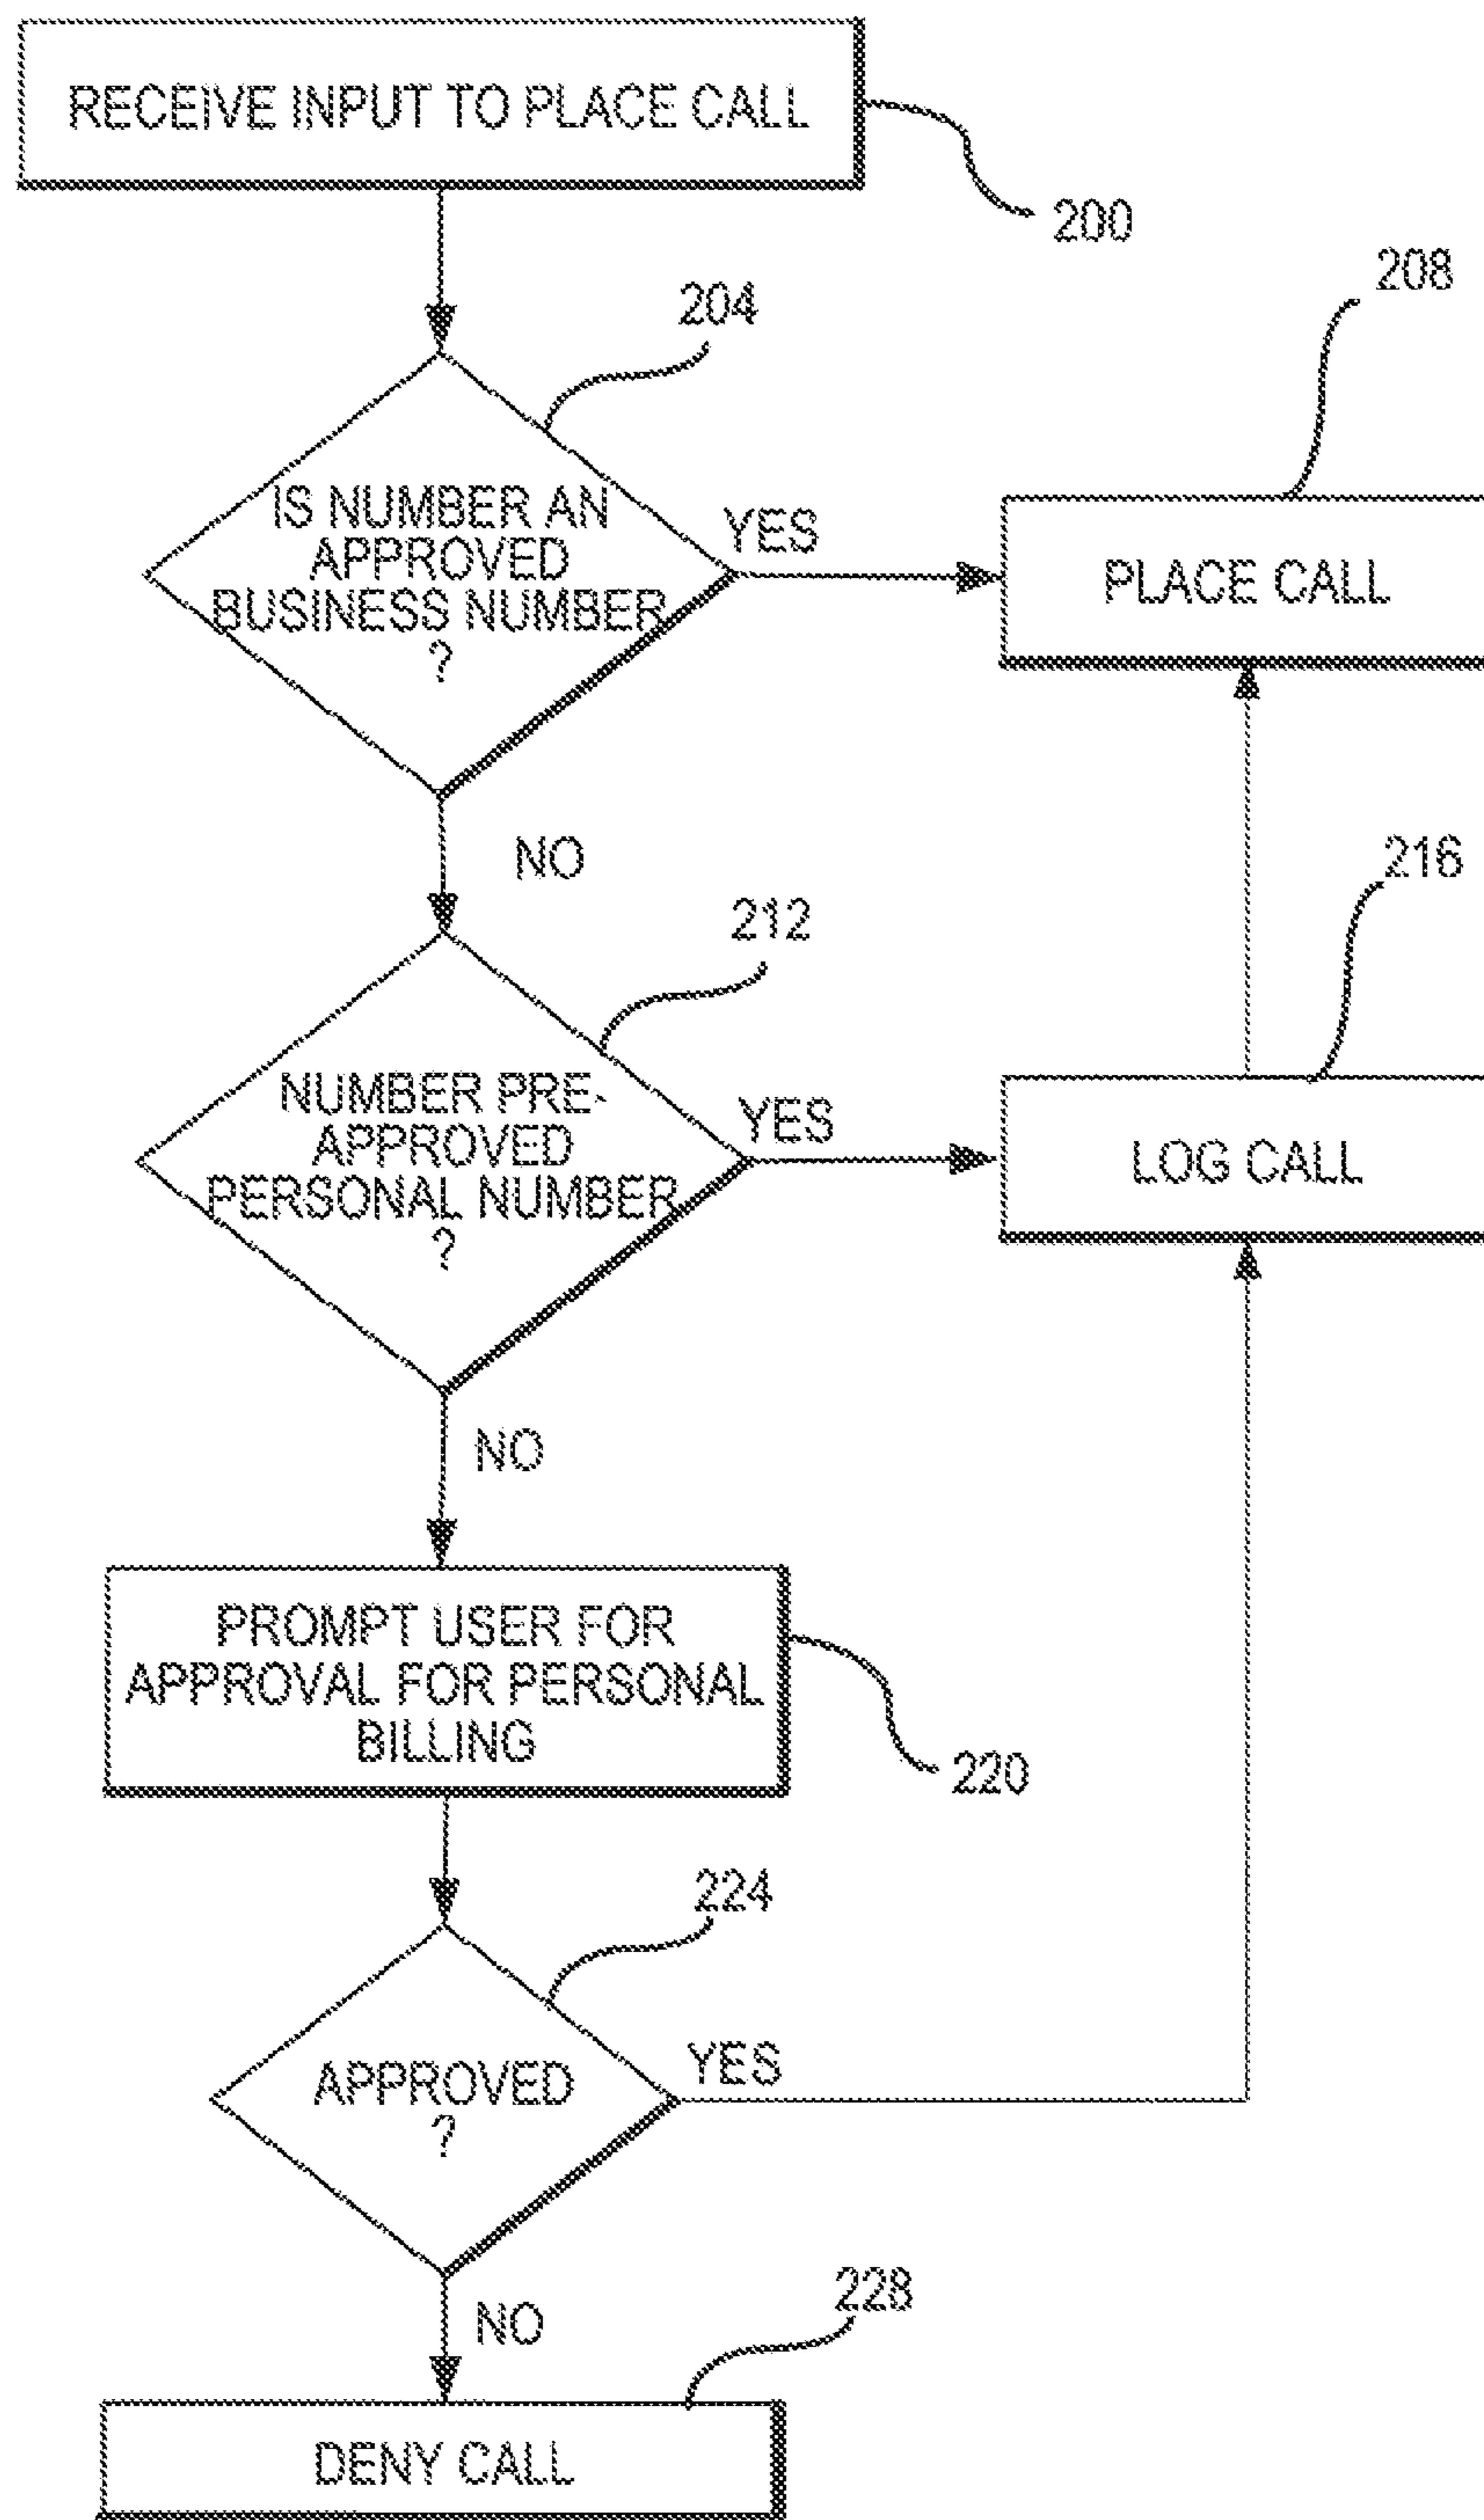 RECEIVE INPUT TO PLACE CALL
200
204
208
IS NUMBER AN
APPROVED
BUSINESS NUMBER
?
YES
PLACE CALL
NO
212
216
NUMBER PRE-
APPROVED
PERSONAL NUMBER
?
YES
LOG CALL
NO
PROMPT USER FOR
APPROVAL FOR PERSONAL
BILLING
220
224
APPROVED
?
YES
NO
228
DENY CALL